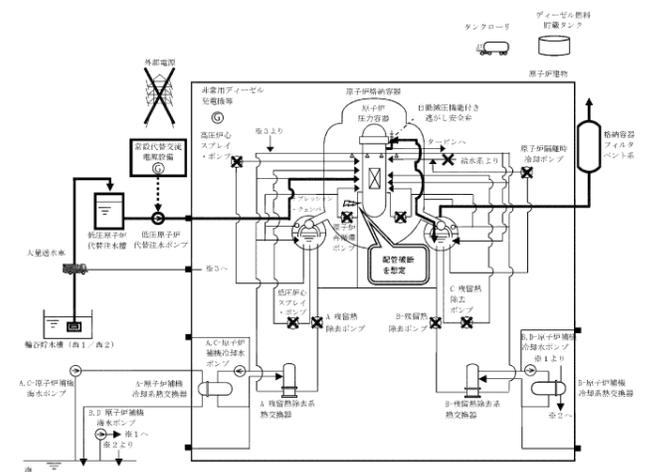 タンクローリ
ディーゼル燃料
貯蔵タンク
外部電源
原子炉建物
非常用ディーゼル
発電機等
G
原子炉格納容器
原子炉
圧力容器
自動減圧機能付き
逃がし安全弁
高圧炉心
スプレイ
・ポンプ
※3より
タービンへ
給水系より
原子炉隔離時
冷却ポンプ
格納容器
フィルタ
ベント系
常設代替交流
電源設備
G
低圧原子炉
代替注水槽
低圧原子炉
代替注水ポンプ
サプレッション
・チェンバ
原子炉
再循環
ポンプ
配管破断
を想定
大量送水車
※3へ
輪谷貯水槽(西1/西2)
低圧炉心
スプレイ
・ポンプ
A-残留熱
除去ポンプ
B-残留熱
除去ポンプ
C-残留熱
除去
ポンプ
A,C-原子炉
補機冷却水
ポンプ
B,D-原子炉補機
冷却水ポンプ
※1より
A,C-原子炉補機
海水ポンプ
A-原子炉補機
冷却系熱交換器
A-残留熱除去系
熱交換器
B-残留熱除去系
熱交換器
B-原子炉補機
冷却系熱交換器
※2へ
B,D-原子炉補機
海水ポンプ
※1へ
※2より
海